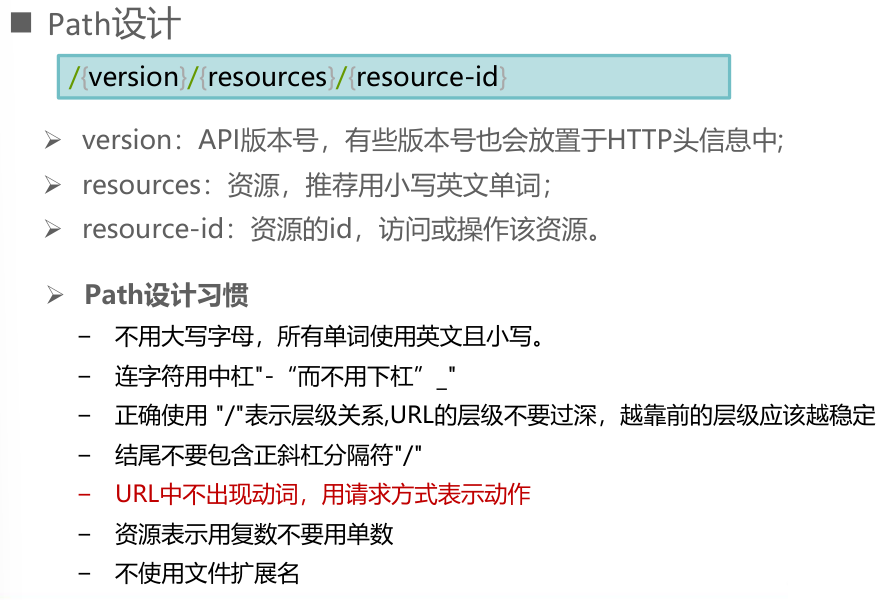 Path设计
/{version}/{resources}/{resource-id}
version：API版本号，有些版本号也会放置于HTTP头信息中;
resources：资源，推荐用小写英文单词；
resource-id：资源的id，访问或操作该资源。
Path设计习惯
– 不用大写字母，所有单词使用英文且小写。
– 连字符用中杠"-“而不用下杠”_"
– 正确使用 "/"表示层级关系,URL的层级不要过深，越靠前的层级应该越稳定
– 结尾不要包含正斜杠分隔符"/"
– URL中不出现动词，用请求方式表示动作
– 资源表示用复数不要用单数
– 不使用文件扩展名